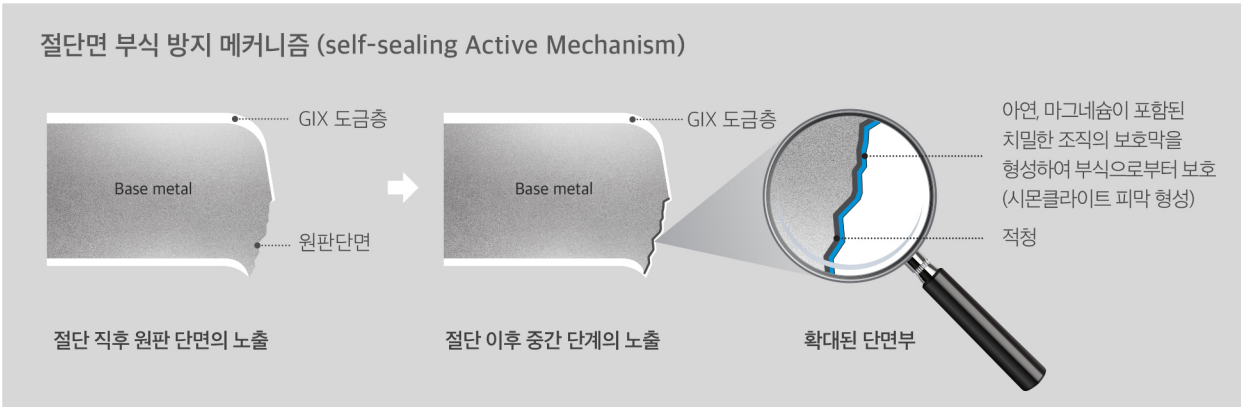 절단면 부식 방지 메커니즘 (self-sealing Active Mechanism)
GIX 도금층
Base metal
원판단면
절단 직후 원판 단면의 노출
GIX 도금층
Base metal
절단 이후 중간 단계의 노출
아연, 마그네슘이 포함된
치밀한 조직의 보호막을
형성하여 부식으로부터 보호
(시몬클라이트 피막 형성)
적청
확대된 단면부